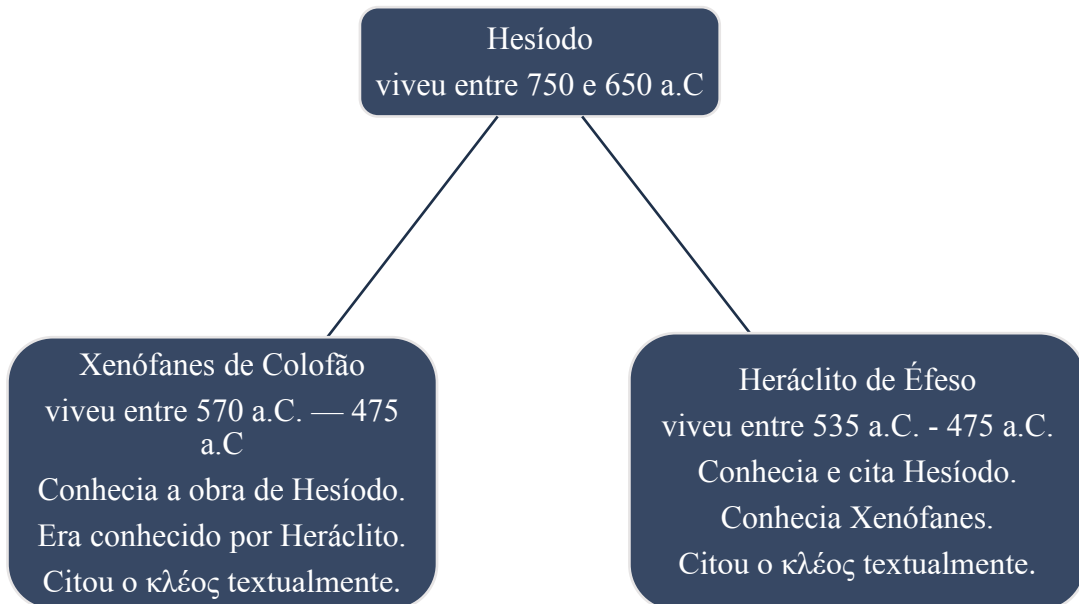 Hesíodo
viveu entre 750 e 650 a.C
Xenófanes de Colofão
viveu entre 570 a.C. — 475
a.C
Conhecia a obra de Hesíodo.
Era conhecido por Heráclito.
Citou o κλέος textualmente.
Heráclito de Éfeso
viveu entre 535 a.C. - 475 a.C.
Conhecia e cita Hesíodo.
Conhecia Xenófanes.
Citou o κλέος textualmente.